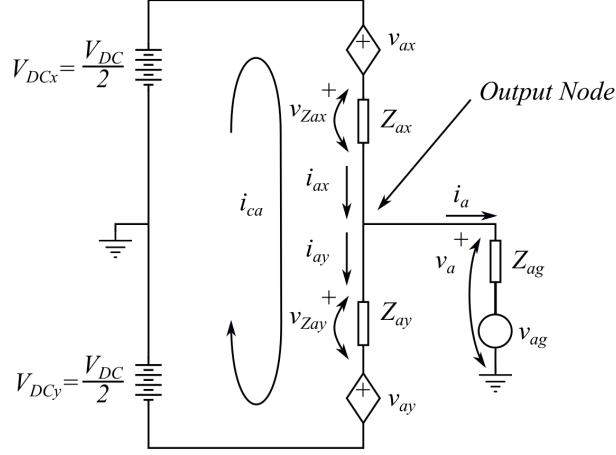 V_DCx = V_DC / 2
+
v_ax
+
v_Zax
Z_ax
Output Node
i_ca
i_ax
i_a
i_ay
+
v_a
Z_ag
+
v_Zay
Z_ay
v_ag
V_DCy = V_DC / 2
+
v_ay